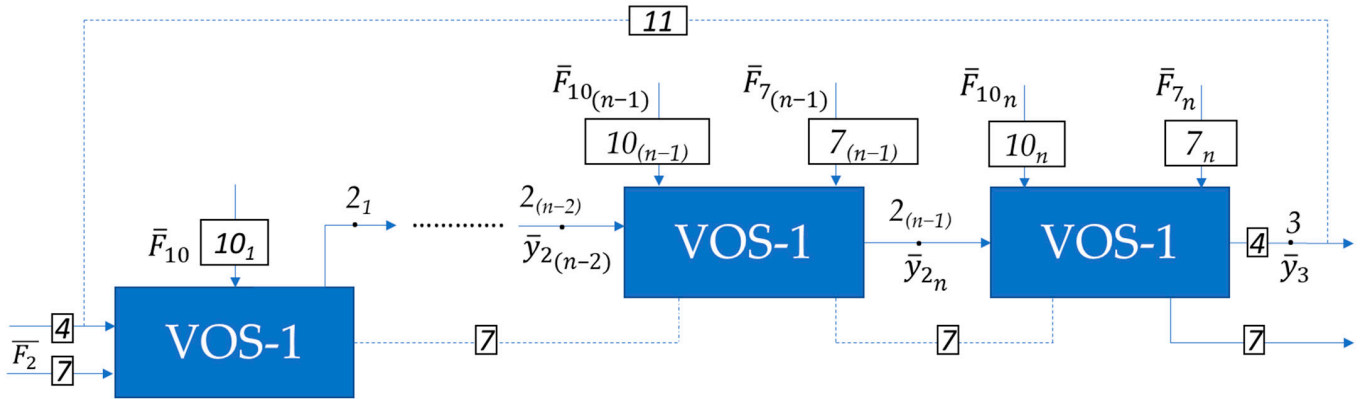 11
F̄₁₀₍ₙ₋₁₎
F̄₇₍ₙ₋₁₎
F̄₁₀ₙ
F̄₇ₙ
10₍ₙ₋₁₎
7₍ₙ₋₁₎
10ₙ
7ₙ
F̄₁₀
10₁
2₁
2₍ₙ₋₂₎
ȳ₂₍ₙ₋₂₎
VOS-1
2₍ₙ₋₁₎
ȳ₂ₙ
VOS-1
4
3
ȳ₃
4
F̄₂
7
VOS-1
7
7
7